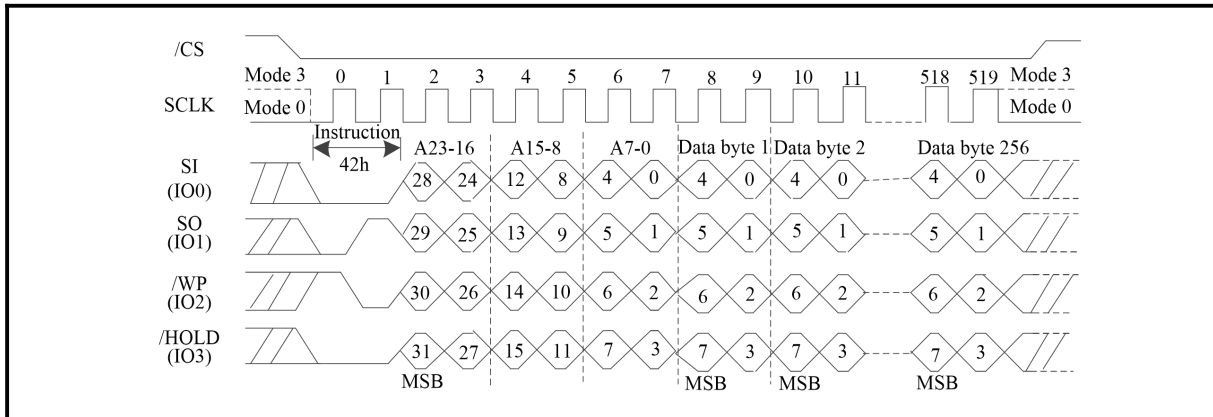 /CS
Mode 3 0 1 2 3 4 5 6 7 8 9 10 11 518 519 Mode 3
SCLK Mode 0 Mode 0
Instruction
42h
A23-16 A15-8 A7-0 Data byte 1 Data byte 2 Data byte 256
SI
(IO0)
28 24 12 8 4 0 4 0 4 0 4 0
SO
(IO1)
29 25 13 9 5 1 5 1 5 1 5 1
/WP
(IO2)
30 26 14 10 6 2 6 2 6 2 6 2
/HOLD
(IO3)
31 27 15 11 7 3 7 3 7 3 7 3
MSB MSB MSB MSB